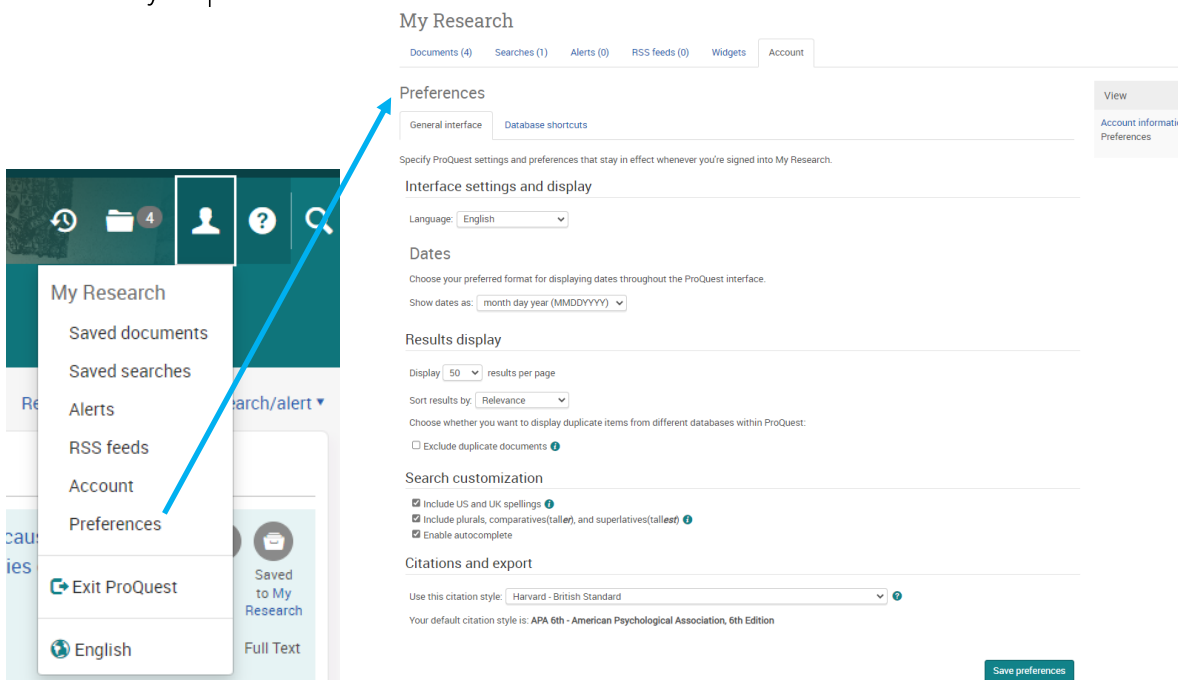 My Research
Documents (4) Searches (1) Alerts (0) RSS feeds (0) Widgets Account
Preferences
General interface Database shortcuts
Specify ProQuest settings and preferences that stay in effect whenever you're signed into My Research.
Interface settings and display
Language: English
Dates
Choose your preferred format for displaying dates throughout the ProQuest interface.
Show dates as: month day year (MMDDYYYY)
Results display
Display 50 results per page
Sort results by: Relevance
Choose whether you want to display duplicate items from different databases within ProQuest:
Exclude duplicate documents
Search customization
Include US and UK spellings
Include plurals, comparatives(taller), and superlatives(tallest)
Enable autocomplete
Citations and export
Use this citation style: Harvard - British Standard
Your default citation style is: APA 6th - American Psychological Association, 6th Edition
Save preferences
View
Account informati
Preferences
4
My Research
Saved documents
Saved searches
Alerts
RSS feeds
Account
Preferences
Exit ProQuest
English
Re
earch/alert
caus
ies
Saved
to My
Research
Full Text